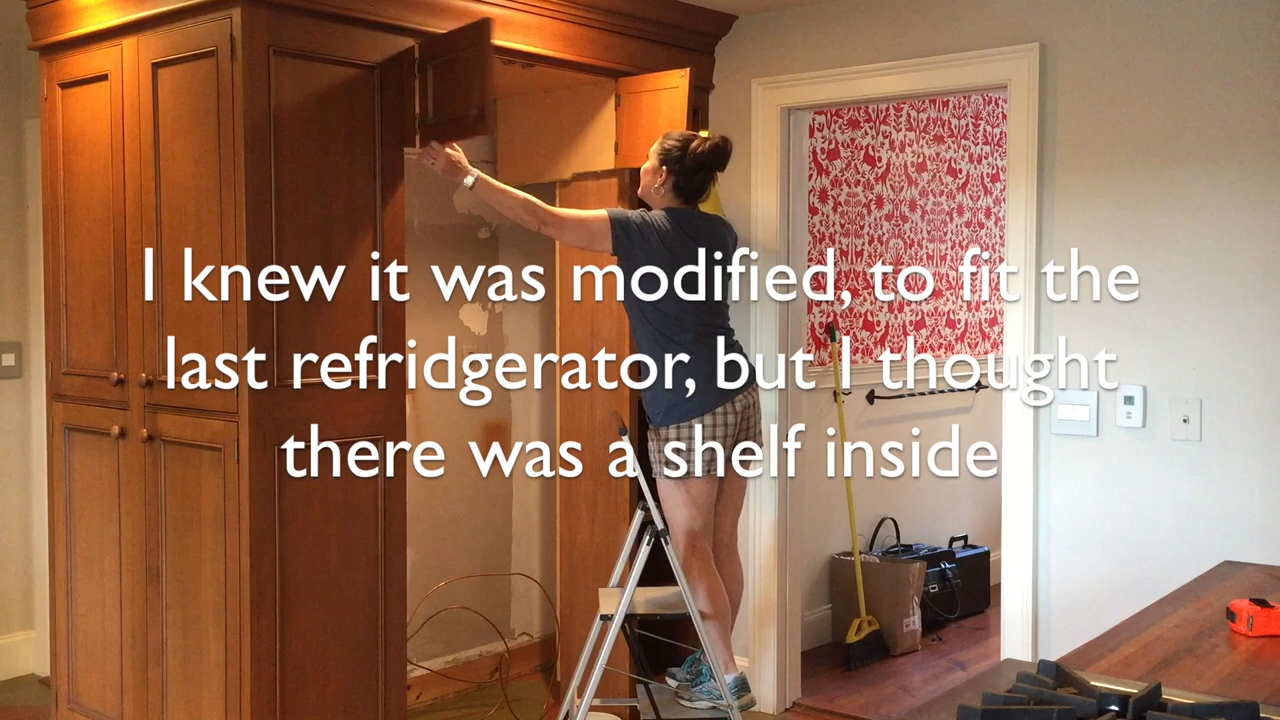 I knew it was modified, to fit the
last refridgerator, but I thought
there was a shelf inside